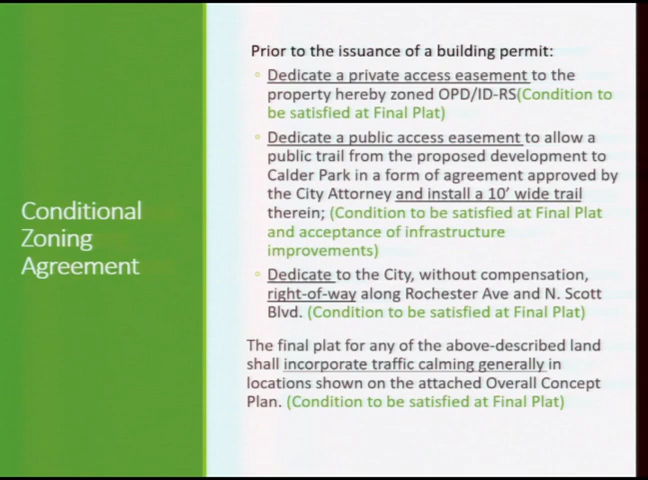 Conditional
Zoning
Agreement
Prior to the issuance of a building permit:
Dedicate a private access easement to the
property hereby zoned OPD/ID-RS(Condition to
be satisfied at Final Plat)
Dedicate a public access easement to allow a
public trail from the proposed development to
Calder Park in a form of agreement approved by
the City Attorney and install a 10' wide trail
therein; (Condition to be satisfied at Final Plat
and acceptance of infrastructure
improvements)
Dedicate to the City, without compensation,
right-of-way along Rochester Ave and N. Scott
Blvd. (Condition to be satisfied at Final Plat)
The final plat for any of the above-described land
shall incorporate traffic calming generally in
locations shown on the attached Overall Concept
Plan. (Condition to be satisfied at Final Plat)